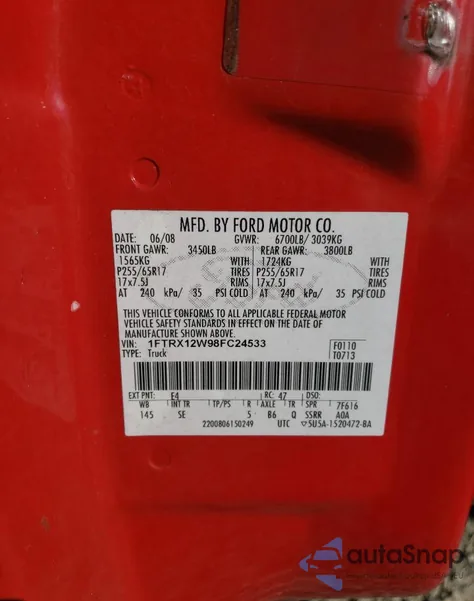 MFD. BY FORD MOTOR CO.
DATE: 06/08 GVWR: 6700LB/ 3039KG
FRONT GAWR: 3450LB REAR GAWR: 3800LB
1565KG WITH 1724KG WITH
P255/65R17 TIRES P255/65R17 TIRES
17x7.5J RIMS 17x7.5J RIMS
AT 240 kPa/ 35 PSI COLD AT 240 kPa/ 35 PSI COLD
THIS VEHICLE CONFORMS TO ALL APPLICABLE FEDERAL MOTOR
VEHICLE SAFETY STANDARDS IN EFFECT ON THE DATE OF
MANUFACTURE SHOWN ABOVE.
VIN: 1FTRX12W98FC24533 F0110
TYPE: Truck T0713
EXT PNT: E4 RC: 47 DSO:
WB INT TR TP/PS R AXLE TR SPR 7F616
145 SE 5 B6 Q SSRR A0A
22008061S0249 UTC 5U5A-1520472-BA
autoSnap